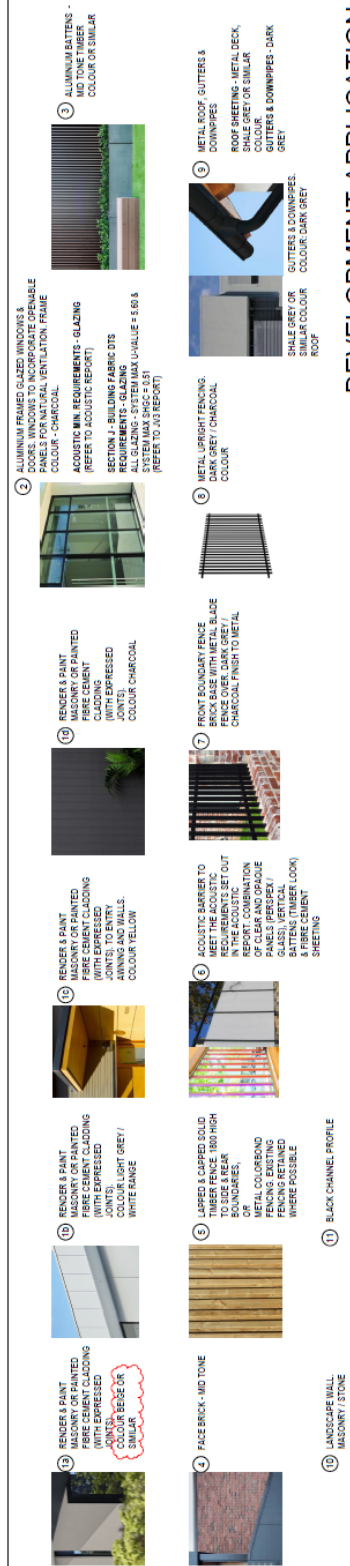 1a
RENDER & PAINT
MASONRY OR PAINTED
FIBRE CEMENT CLADDING
(WITH EXPRESSED
JOINTS).
COLOUR BEIGE OR
SIMILAR
1b
RENDER & PAINT
MASONRY OR PAINTED
FIBRE CEMENT CLADDING
(WITH EXPRESSED
JOINTS).
COLOUR LIGHT GREY /
WHITE RANGE
1c
RENDER & PAINT
MASONRY OR PAINTED
FIBRE CEMENT CLADDING
(WITH EXPRESSED
JOINTS), TO ENTRY
AWNING AND WALLS.
COLOUR YELLOW
1d
RENDER & PAINT
MASONRY OR PAINTED
FIBRE CEMENT
CLADDING
(WITH EXPRESSED
JOINTS).
COLOUR CHARCOAL
2
ALUMINIUM FRAMED GLAZED WINDOWS &
DOORS. WINDOWS TO INCORPORATE OPENABLE
PANELS FOR NATURAL VENTILATION. FRAME
COLOUR - CHARCOAL.
ACOUSTIC MIN. REQUIREMENTS - GLAZING
(REFER TO ACOUSTIC REPORT)
SECTION J - BUILDING FABRIC DTS
REQUIREMENTS - GLAZING
ALL GLAZING - SYSTEM MAX U-VALUE = 5.60 &
SYSTEM MAX SHGC = 0.51
(REFER TO JV3 REPORT)
3
ALUMINIUM BATTENS -
MID TONE TIMBER
COLOUR OR SIMILAR
4
FACE BRICK - MID TONE
5
LAPPED & CAPPED SOLID
TIMBER FENCE. 1800 HIGH
TO SIDE & REAR
BOUNDARIES,
OR
METAL COLORBOND
FENCING. EXISTING
FENCING RETAINED
WHERE POSSIBLE
6
ACOUSTIC BARRIER TO
MEET THE ACOUSTIC
REQUIREMENTS SET OUT
IN THE ACOUSTIC
REPORT. COMBINATION
OF CLEAR AND OPAQUE
PANELS (PERSPEX /
GLASS), VERTICAL
BATTENS (TIMBER LOOK)
& FIBRE CEMENT
SHEETING
7
FRONT BOUNDARY FENCE
BRICK BASE WITH METAL BLADE
FENCE OVER. DARK GREY /
CHARCOAL FINISH TO METAL
8
METAL UPRIGHT FENCING.
DARK GREY / CHARCOAL
COLOUR
SHALE GREY OR
SIMILAR COLOUR
ROOF
GUTTERS & DOWNPIPES.
COLOUR: DARK GREY
9
METAL ROOF, GUTTERS &
DOWNPIPES
ROOF SHEETING - METAL DECK,
SHALE GREY OR SIMILAR
COLOUR.
GUTTERS & DOWNPIPES - DARK
GREY
10
LANDSCAPE WALL.
MASONRY / STONE
11
BLACK CHANNEL PROFILE
DEVELOPMENT APPLICATION